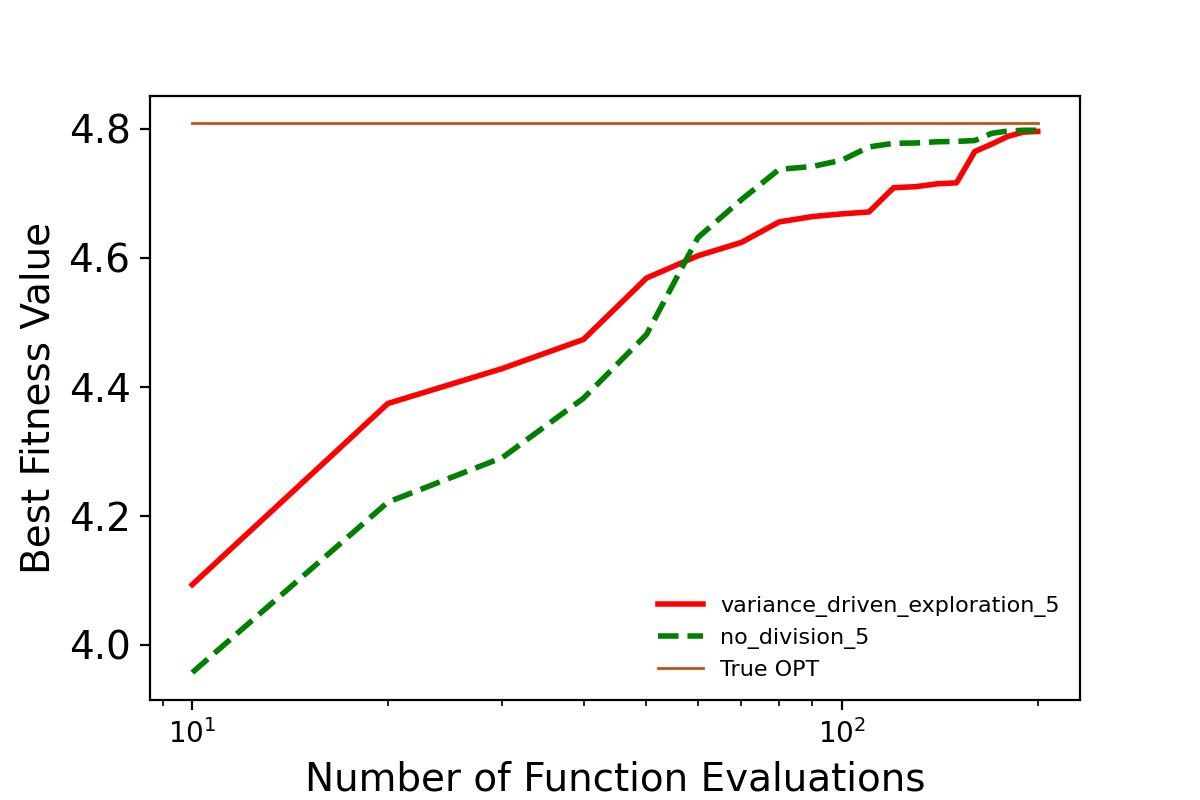 4.8
4.6
4.4
4.2
4.0
Best Fitness Value
variance_driven_exploration_5
no_division_5
True OPT
10¹
10²
Number of Function Evaluations